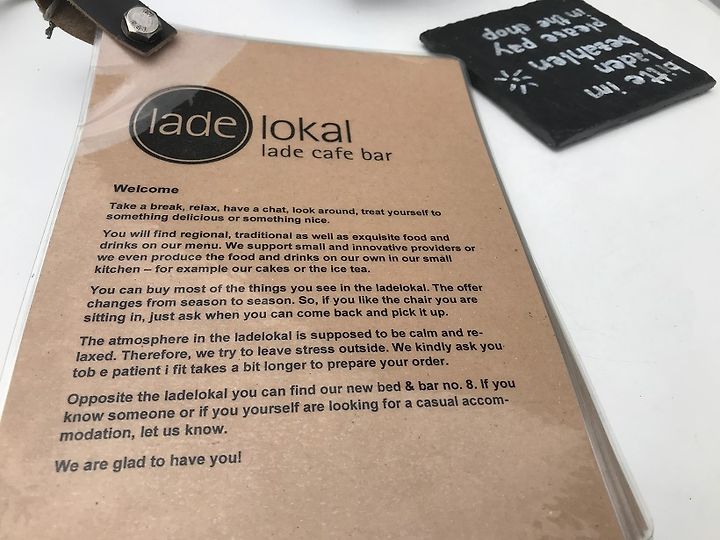 lade lokal
lade cafe bar
Welcome
Take a break, relax, have a chat, look around, treat yourself to
something delicious or something nice.
You will find regional, traditional as well as exquisite food and
drinks on our menu. We support small and innovative providers or
we even produce the food and drinks on our own in our small
kitchen – for example our cakes or the ice tea.
You can buy most of the things you see in the ladelokal. The offer
changes from season to season. So, if you like the chair you are
sitting in, just ask when you can come back and pick it up.
The atmosphere in the ladelokal is supposed to be calm and re-
laxed. Therefore, we try to leave stress outside. We kindly ask you
tob e patient i fit takes a bit longer to prepare your order.
Opposite the ladelokal you can find our new bed & bar no. 8. If you
know someone or if you yourself are looking for a casual accom-
modation, let us know.
We are glad to have you!
bitte im
laden
bezahlen
please pay
in the shop